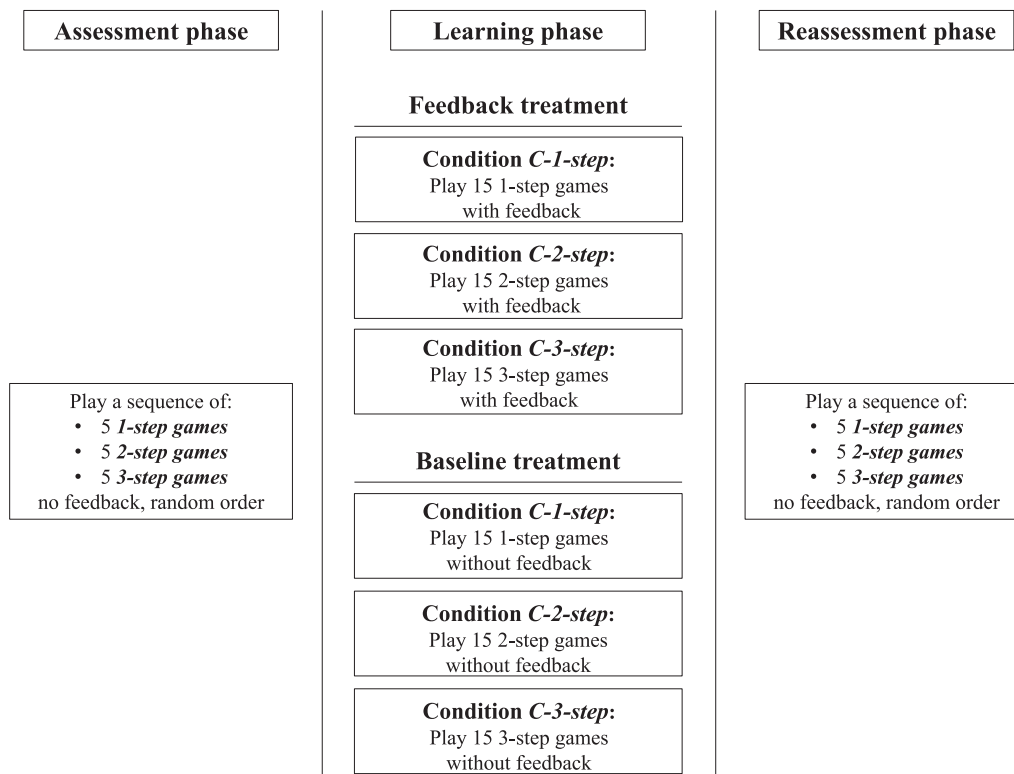 Assessment phase
Play a sequence of:
• 5 1-step games
• 5 2-step games
• 5 3-step games
no feedback, random order
Learning phase
Feedback treatment
Condition C-1-step:
Play 15 1-step games
with feedback
Condition C-2-step:
Play 15 2-step games
with feedback
Condition C-3-step:
Play 15 3-step games
with feedback
Baseline treatment
Condition C-1-step:
Play 15 1-step games
without feedback
Condition C-2-step:
Play 15 2-step games
without feedback
Condition C-3-step:
Play 15 3-step games
without feedback
Reassessment phase
Play a sequence of:
• 5 1-step games
• 5 2-step games
• 5 3-step games
no feedback, random order